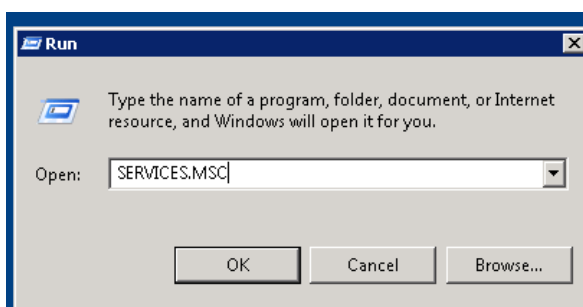 Run
Type the name of a program, folder, document, or Internet
resource, and Windows will open it for you.
Open: SERVICES.MSC
OK Cancel Browse...